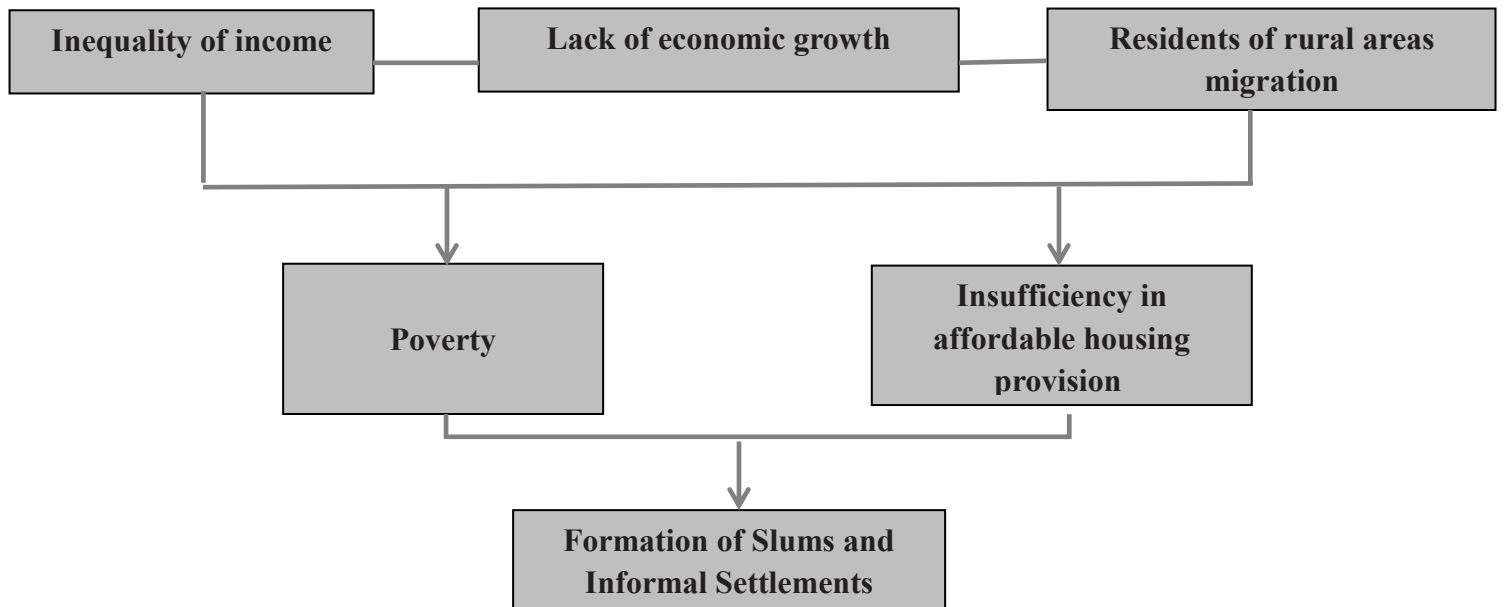 Inequality of income
Lack of economic growth
Residents of rural areas
migration
Poverty
Insufficiency in
affordable housing
provision
Formation of Slums and
Informal Settlements